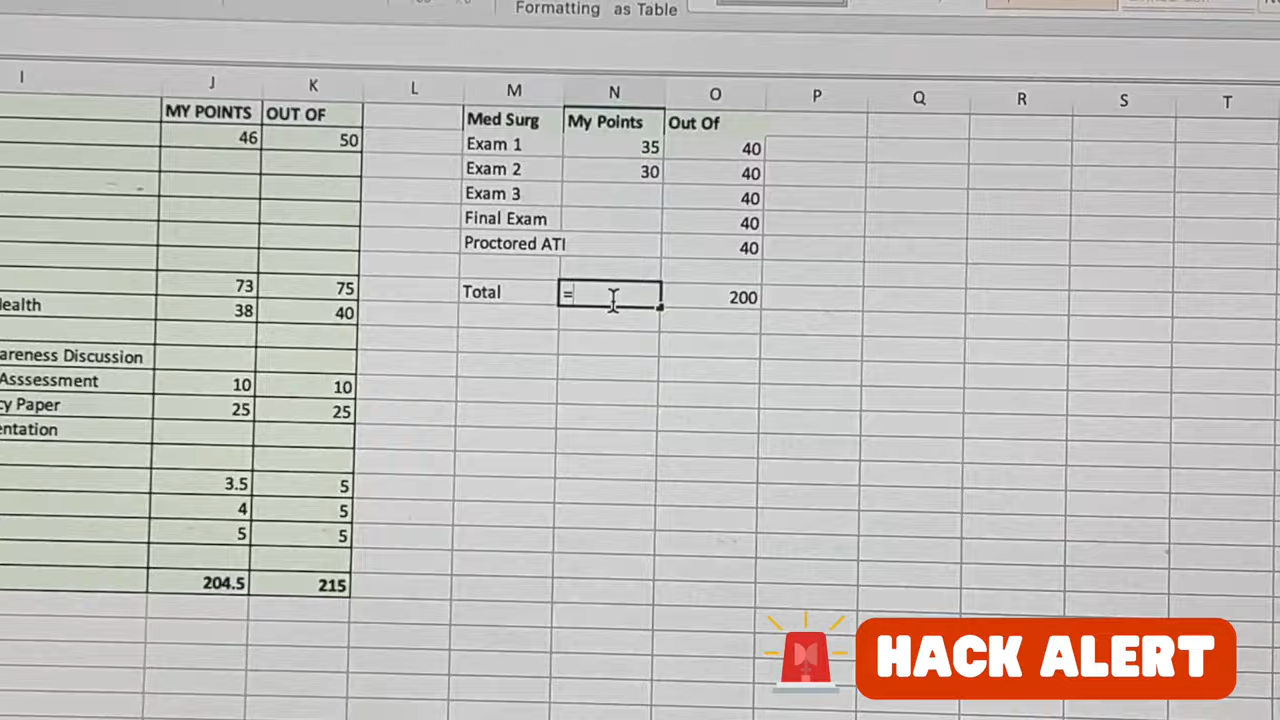 Formatting as Table
I J K L M N O P Q R S T
MY POINTS OUT OF Med Surg My Points Out Of
46 50 Exam 1 35 40
Exam 2 30 40
Exam 3 40
Final Exam 40
Proctored ATI 40
73 75 Total = 200
ealth 38 40
areness Discussion
Asssessment 10 10
cy Paper 25 25
entation
3.5 5
4 5
5 5
204.5 215
HACK ALERT